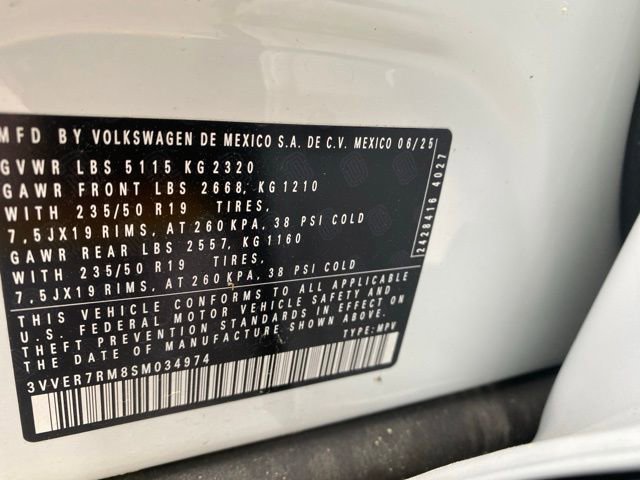 MFD BY VOLKSWAGEN DE MEXICO S.A. DE C.V. MEXICO 06/25
GVWR LBS 5115 KG 2320
GAWR FRONT LBS 2668, KG 1210
WITH 235/50 R19 TIRES,
7,5JX19 RIMS, AT 260 KPA, 38 PSI COLD
GAWR REAR LBS 2557, KG 1160
WITH 235/50 R19 TIRES,
7,5JX19 RIMS, AT 260 KPA, 38 PSI COLD
THIS VEHICLE CONFORMS TO ALL APPLICABLE
U.S. FEDERAL MOTOR VEHICLE SAFETY AND
THEFT PREVENTION STANDARDS IN EFFECT ON
THE DATE OF MANUFACTURE SHOWN ABOVE.
3VVER7RM8SM034974 TYPE: MPV
2428416 4027